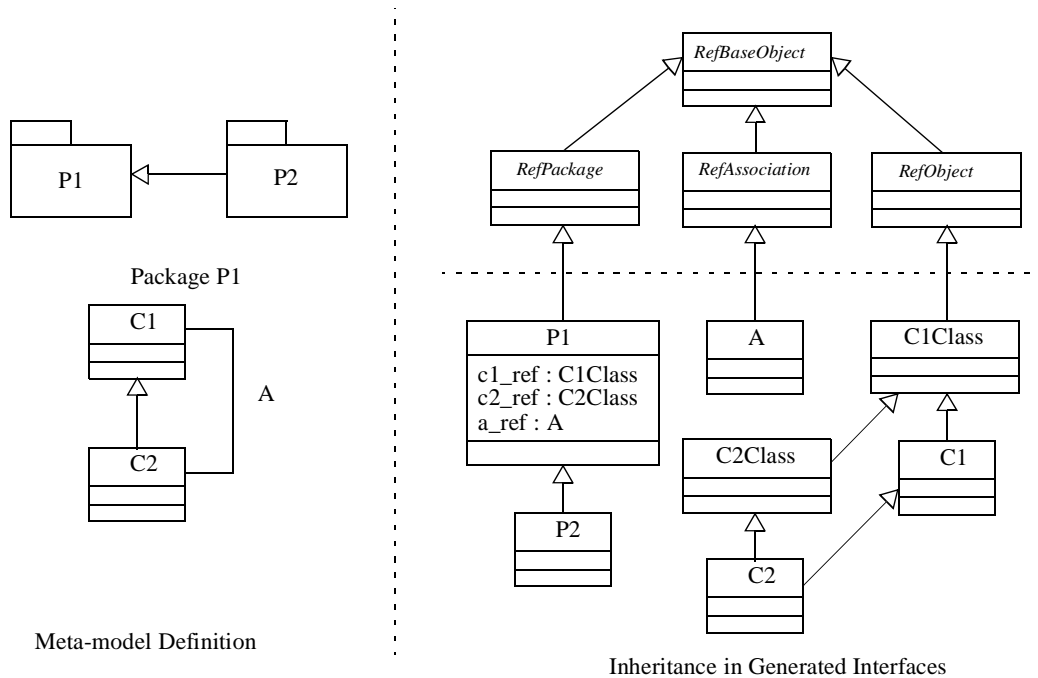 P1
P2
Package P1
C1
A
C2
Meta-model Definition
RefBaseObject
RefPackage
RefAssociation
RefObject
P1
c1_ref : C1Class
c2_ref : C2Class
a_ref : A
A
C1Class
C2Class
C1
P2
C2
Inheritance in Generated Interfaces